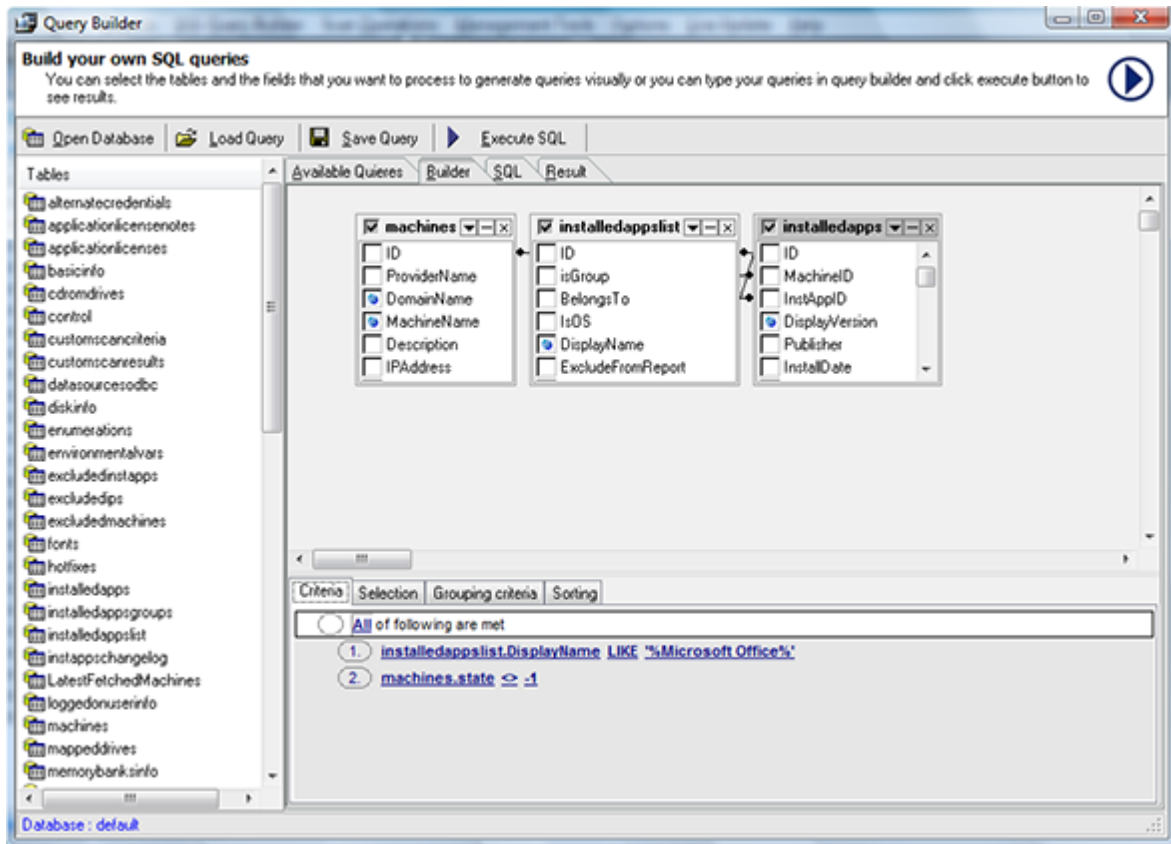 Query Builder
Build your own SQL queries
You can select the tables and the fields that you want to process to generate queries visually or you can type your queries in query builder and click execute button to
see results.
Open Database Load Query Save Query Execute SQL
Tables
alternatecredentials
applicationlicensenotes
applicationlicenses
basicinfo
cdromdrives
control
customscancriteria
customscanresults
datasourcesodbc
diskinfo
enumerations
environmentalvars
excludedinstapps
excludedips
excludedmachines
fonts
hotfixes
installedapps
installedappsgroups
installedappslist
instappschangelog
LatestFetchedMachines
loggedonuserinfo
machines
mappeddrives
memorybanksinfo
Available Quieres Builder SQL Result
machines
ID
ProviderName
DomainName
MachineName
Description
IPAddress
installedappslist
ID
isGroup
BelongsTo
IsOS
DisplayName
ExcludeFromReport
installedapps
ID
MachineID
InstAppID
DisplayVersion
Publisher
InstallDate
Criteria Selection Grouping criteria Sorting
All of following are met
1. installedappslist.DisplayName LIKE '%Microsoft Office%'
2. machines.state <> -1
Database : default